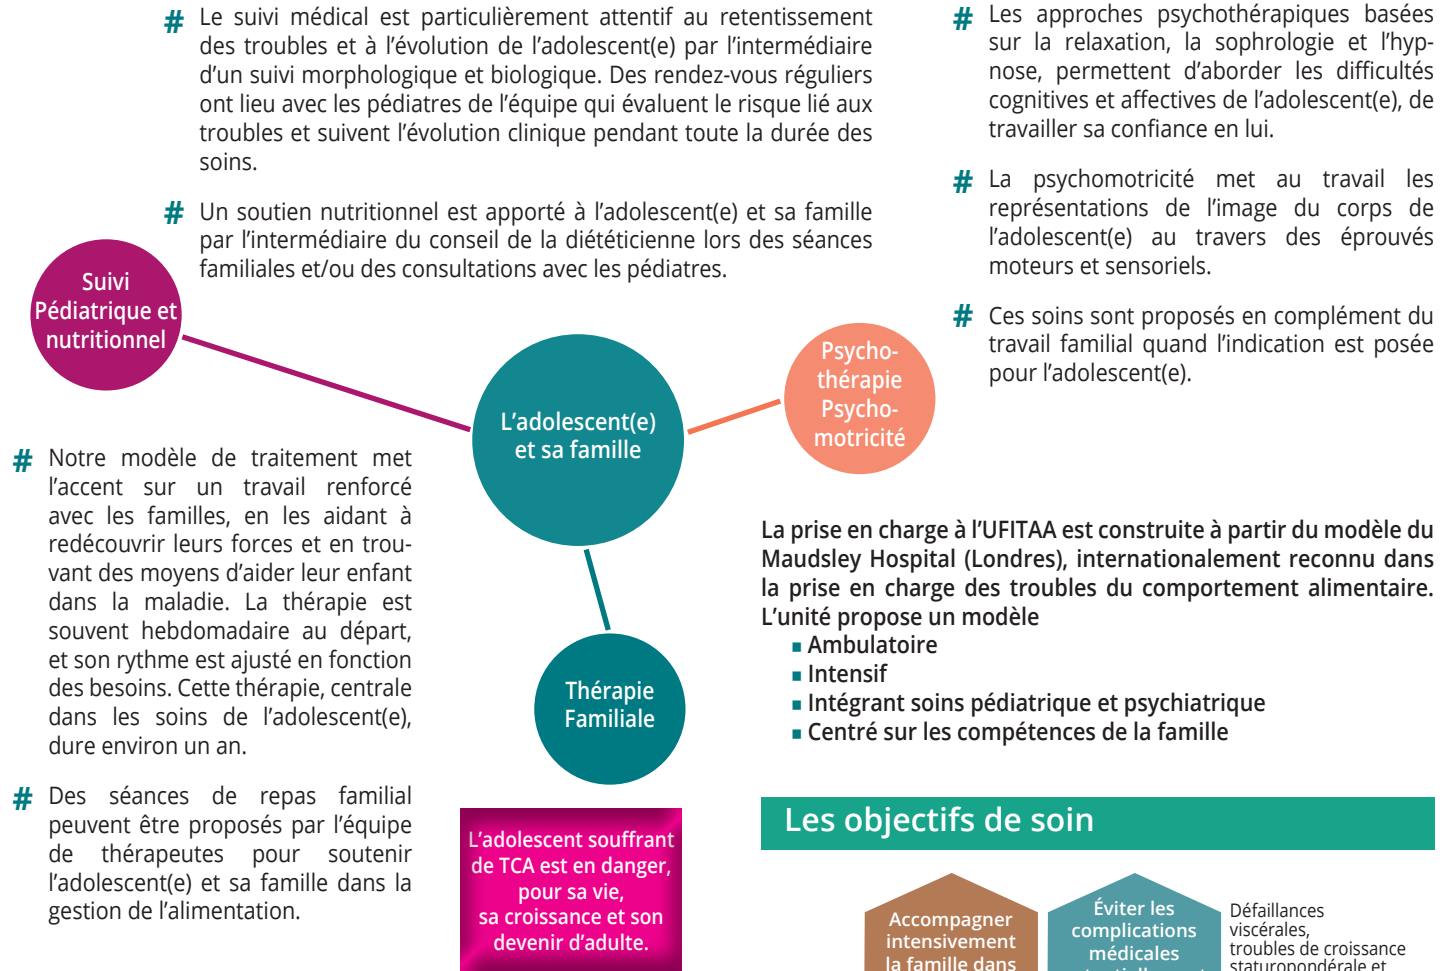 # Le suivi médical est particulièrement attentif au retentissement
des troubles et à l'évolution de l'adolescent(e) par l'intermédiaire
d'un suivi morphologique et biologique. Des rendez-vous réguliers
ont lieu avec les pédiatres de l'équipe qui évaluent le risque lié aux
troubles et suivent l'évolution clinique pendant toute la durée des
soins.
# Un soutien nutritionnel est apporté à l'adolescent(e) et sa famille
par l'intermédiaire du conseil de la diététicienne lors des séances
familiales et/ou des consultations avec les pédiatres.
Suivi
Pédiatrique et
nutritionnel
# Les approches psychothérapiques basées
sur la relaxation, la sophrologie et l'hyp-
nose, permettent d'aborder les difficultés
cognitives et affectives de l'adolescent(e), de
travailler sa confiance en lui.
# La psychomotricité met au travail les
représentations de l'image du corps de
l'adolescent(e) au travers des éprouvés
moteurs et sensoriels.
# Ces soins sont proposés en complément du
travail familial quand l'indication est posée
pour l'adolescent(e).
Psycho-
thérapie
Psycho-
motricité
L'adolescent(e)
et sa famille
# Notre modèle de traitement met
l'accent sur un travail renforcé
avec les familles, en les aidant à
redécouvrir leurs forces et en trou-
vant des moyens d'aider leur enfant
dans la maladie. La thérapie est
souvent hebdomadaire au départ,
et son rythme est ajusté en fonction
des besoins. Cette thérapie, centrale
dans les soins de l'adolescent(e),
dure environ un an.
# Des séances de repas familial
peuvent être proposés par l'équipe
de thérapeutes pour soutenir
l'adolescent(e) et sa famille dans la
gestion de l'alimentation.
Thérapie
Familiale
L'adolescent souffrant
de TCA est en danger,
pour sa vie,
sa croissance et son
devenir d'adulte.
La prise en charge à l'UFITAA est construite à partir du modèle du
Maudsley Hospital (Londres), internationalement reconnu dans
la prise en charge des troubles du comportement alimentaire.
L'unité propose un modèle
▪ Ambulatoire
▪ Intensif
▪ Intégrant soins pédiatrique et psychiatrique
▪ Centré sur les compétences de la famille
Les objectifs de soin
Accompagner
intensivement
la famille dans
Éviter les
complications
médicales
Défaillances
viscérales,
troubles de croissance
staturopondérale et